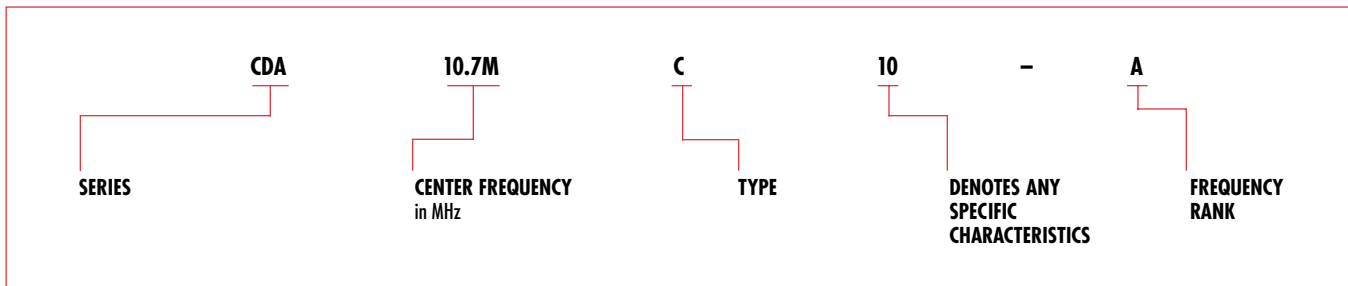 CDA 10.7M C 10 – A
SERIES
CENTER FREQUENCY
in MHz
TYPE
DENOTES ANY
SPECIFIC
CHARACTERISTICS
FREQUENCY
RANK